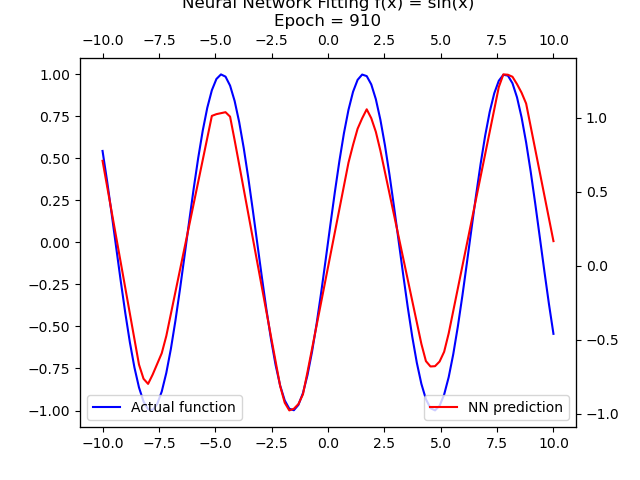 Neural Network Fitting f(x) = sin(x)
Epoch = 910
−10.0 −7.5 −5.0 −2.5 0.0 2.5 5.0 7.5 10.0
1.00
0.75
0.50
0.25
0.00
−0.25
−0.50
−0.75
−1.00
1.0
0.5
0.0
−0.5
−1.0
Actual function
NN prediction
−10.0 −7.5 −5.0 −2.5 0.0 2.5 5.0 7.5 10.0